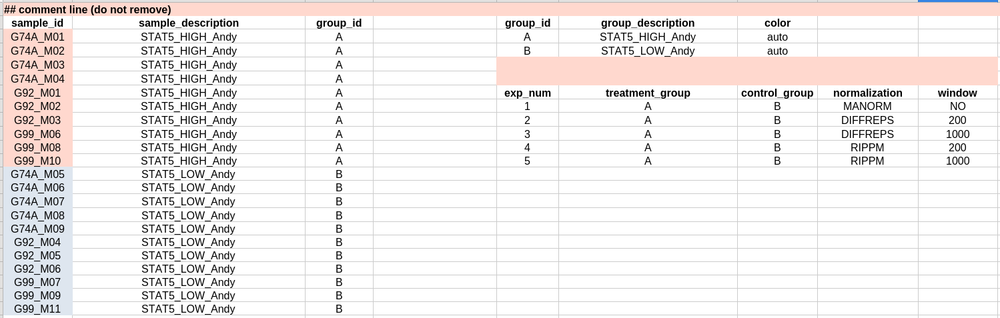 ## comment line (do not remove)
sample_id sample_description group_id group_id group_description color
G74A_M01 STAT5_HIGH_Andy A A STAT5_HIGH_Andy auto
G74A_M02 STAT5_HIGH_Andy A B STAT5_LOW_Andy auto
G74A_M03 STAT5_HIGH_Andy A
G74A_M04 STAT5_HIGH_Andy A
G92_M01 STAT5_HIGH_Andy A exp_num treatment_group control_group normalization window
G92_M02 STAT5_HIGH_Andy A 1 A B MANORM NO
G92_M03 STAT5_HIGH_Andy A 2 A B DIFFREPS 200
G99_M06 STAT5_HIGH_Andy A 3 A B DIFFREPS 1000
G99_M08 STAT5_HIGH_Andy A 4 A B RIPPM 200
G99_M10 STAT5_HIGH_Andy A 5 A B RIPPM 1000
G74A_M05 STAT5_LOW_Andy B
G74A_M06 STAT5_LOW_Andy B
G74A_M07 STAT5_LOW_Andy B
G74A_M08 STAT5_LOW_Andy B
G74A_M09 STAT5_LOW_Andy B
G92_M04 STAT5_LOW_Andy B
G92_M05 STAT5_LOW_Andy B
G92_M06 STAT5_LOW_Andy B
G99_M07 STAT5_LOW_Andy B
G99_M09 STAT5_LOW_Andy B
G99_M11 STAT5_LOW_Andy B